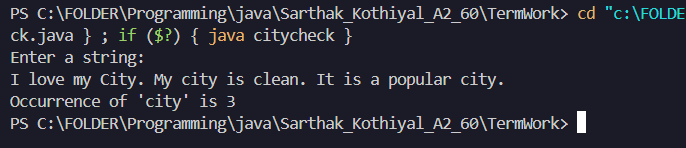 PS C:\FOLDER\Programming\java\Sarthak_Kothiyal_A2_60\TermWork> cd "c:\FOLDE
ck.java } ; if ($?) { java citycheck }
Enter a string:
I love my City. My city is clean. It is a popular city.
Occurrence of 'city' is 3
PS C:\FOLDER\Programming\java\Sarthak_Kothiyal_A2_60\TermWork>